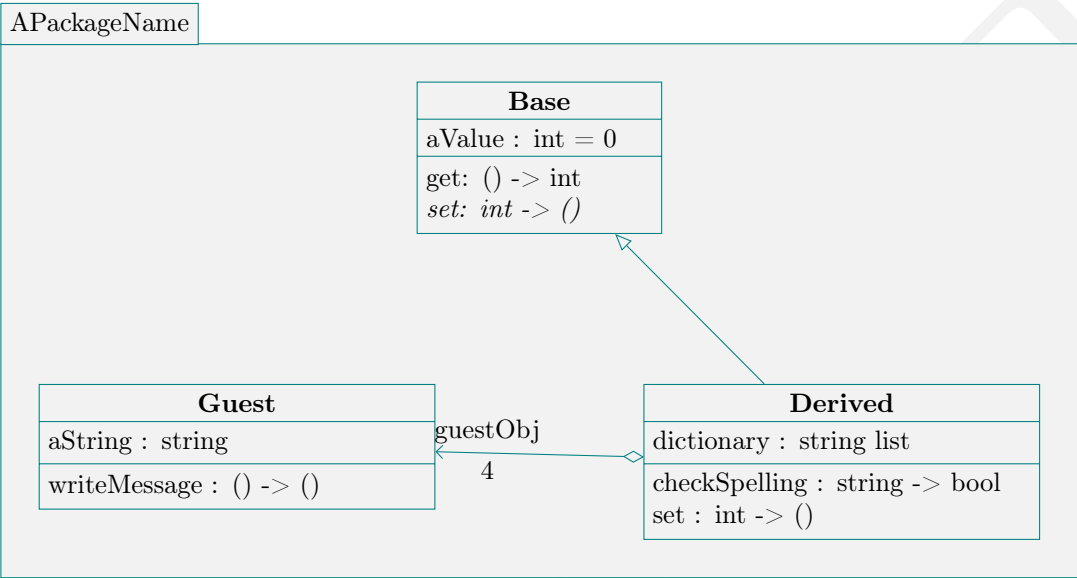 APackageName
Base
aValue : int = 0
get: () -> int
set: int -> ()
Guest
aString : string
writeMessage : () -> ()
guestObj
4
Derived
dictionary : string list
checkSpelling : string -> bool
set : int -> ()